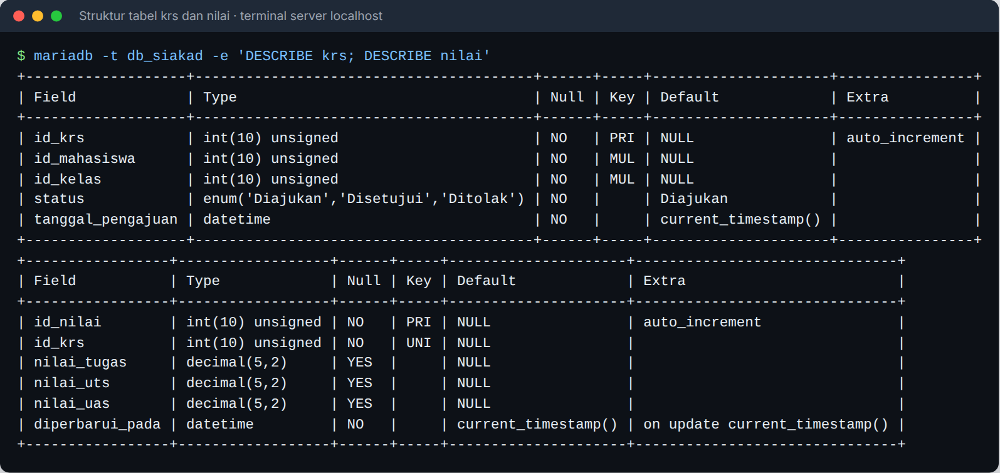 Struktur tabel krs dan nilai · terminal server localhost
$ mariadb -t db_siakad -e 'DESCRIBE krs; DESCRIBE nilai'
+-------------------+----------------------------------------+------+-----+---------------------+----------------+
| Field             | Type                                   | Null | Key | Default             | Extra          |
+-------------------+----------------------------------------+------+-----+---------------------+----------------+
| id_krs            | int(10) unsigned                       | NO   | PRI | NULL                | auto_increment |
| id_mahasiswa      | int(10) unsigned                       | NO   | MUL | NULL                |                |
| id_kelas          | int(10) unsigned                       | NO   | MUL | NULL                |                |
| status            | enum('Diajukan','Disetujui','Ditolak') | NO   |     | Diajukan            |                |
| tanggal_pengajuan | datetime                               | NO   |     | current_timestamp() |                |
+-------------------+----------------------------------------+------+-----+---------------------+----------------+
+-----------------+------------------+------+-----+---------------------+-------------------------------+
| Field           | Type             | Null | Key | Default             | Extra                         |
+-----------------+------------------+------+-----+---------------------+-------------------------------+
| id_nilai        | int(10) unsigned | NO   | PRI | NULL                | auto_increment                |
| id_krs          | int(10) unsigned | NO   | UNI | NULL                |                               |
| nilai_tugas     | decimal(5,2)     | YES  |     | NULL                |                               |
| nilai_uts       | decimal(5,2)     | YES  |     | NULL                |                               |
| nilai_uas       | decimal(5,2)     | YES  |     | NULL                |                               |
| diperbarui_pada | datetime         | NO   |     | current_timestamp() | on update current_timestamp() |
+-----------------+------------------+------+-----+---------------------+-------------------------------+